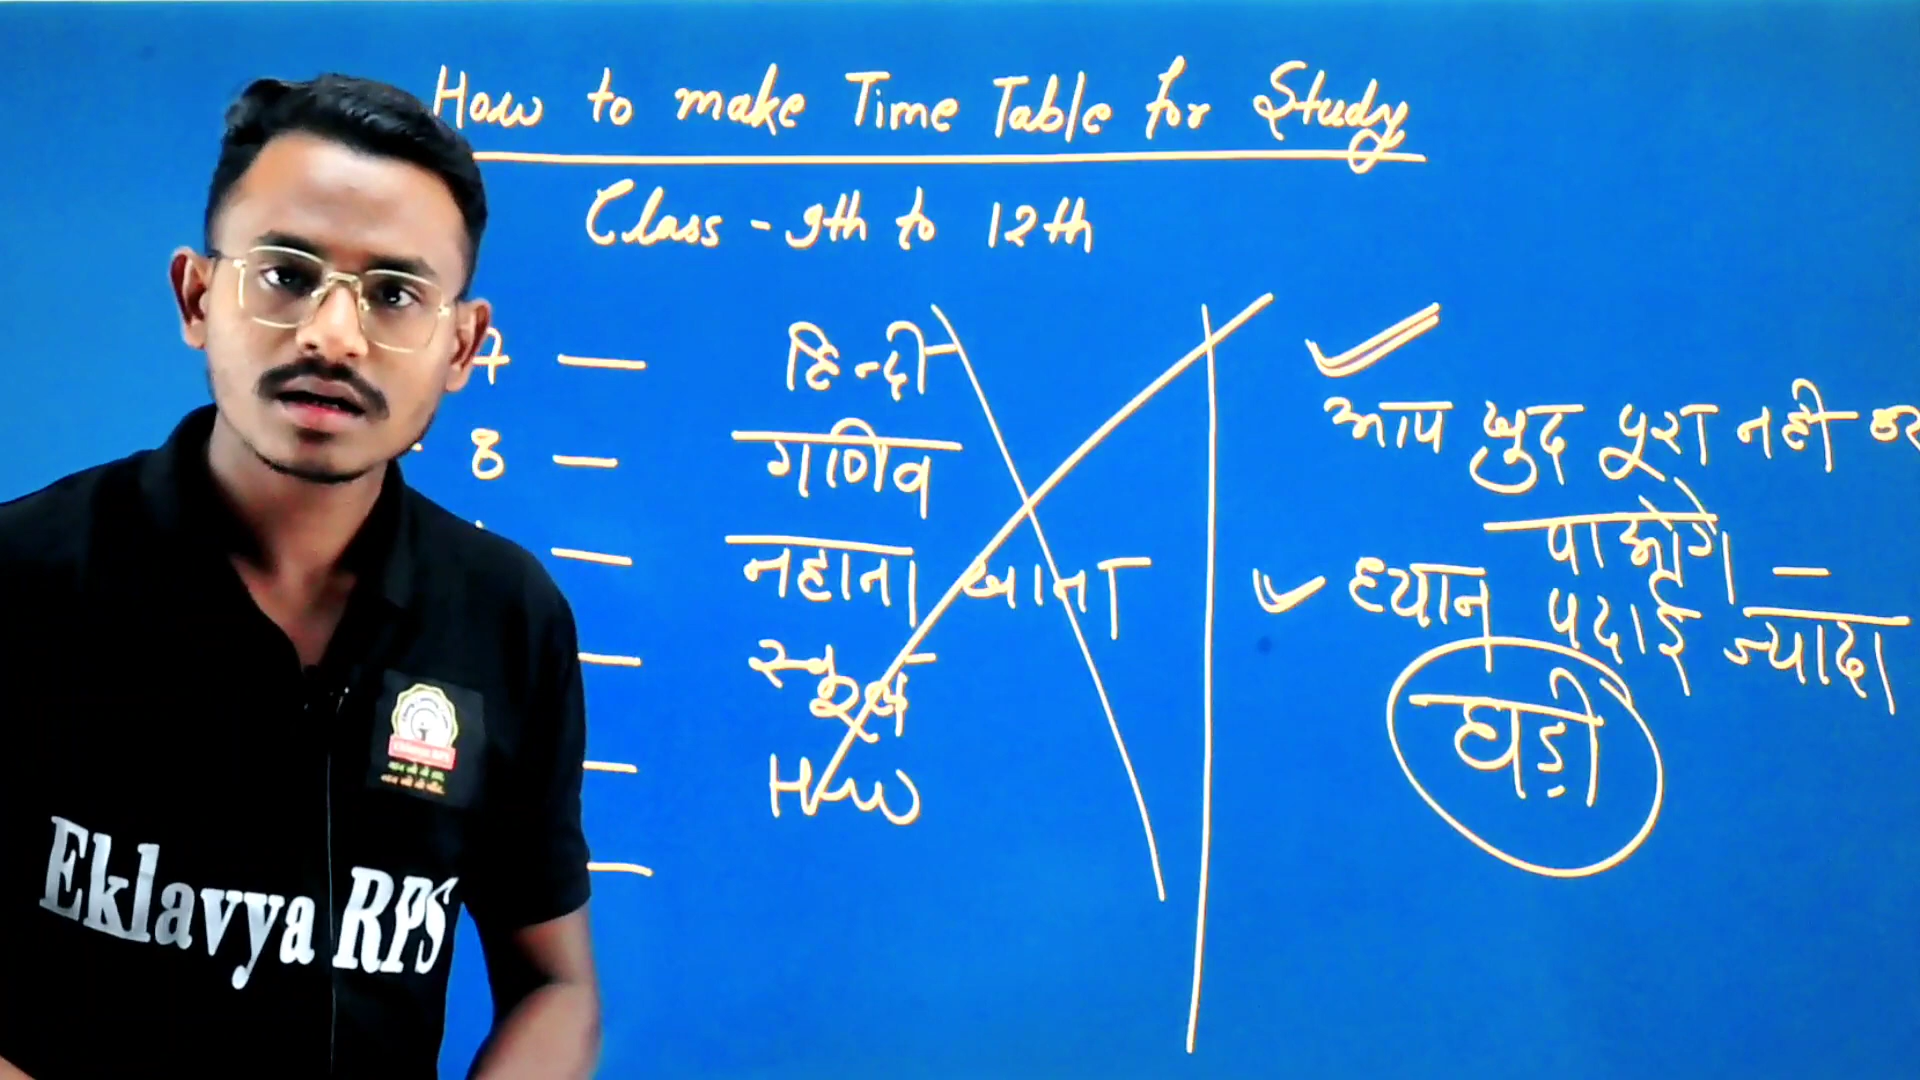 How to make Time Table for Study
Class - 9th to 12th
7 — हिन्दी
8 — गणित
— नहाना खाना
— स्कूल
— H/w
—
आप खुद पूरा नही कर
पाओगे —
ध्यान पढाई ज्यादा
घड़ी
Eklavya RPS